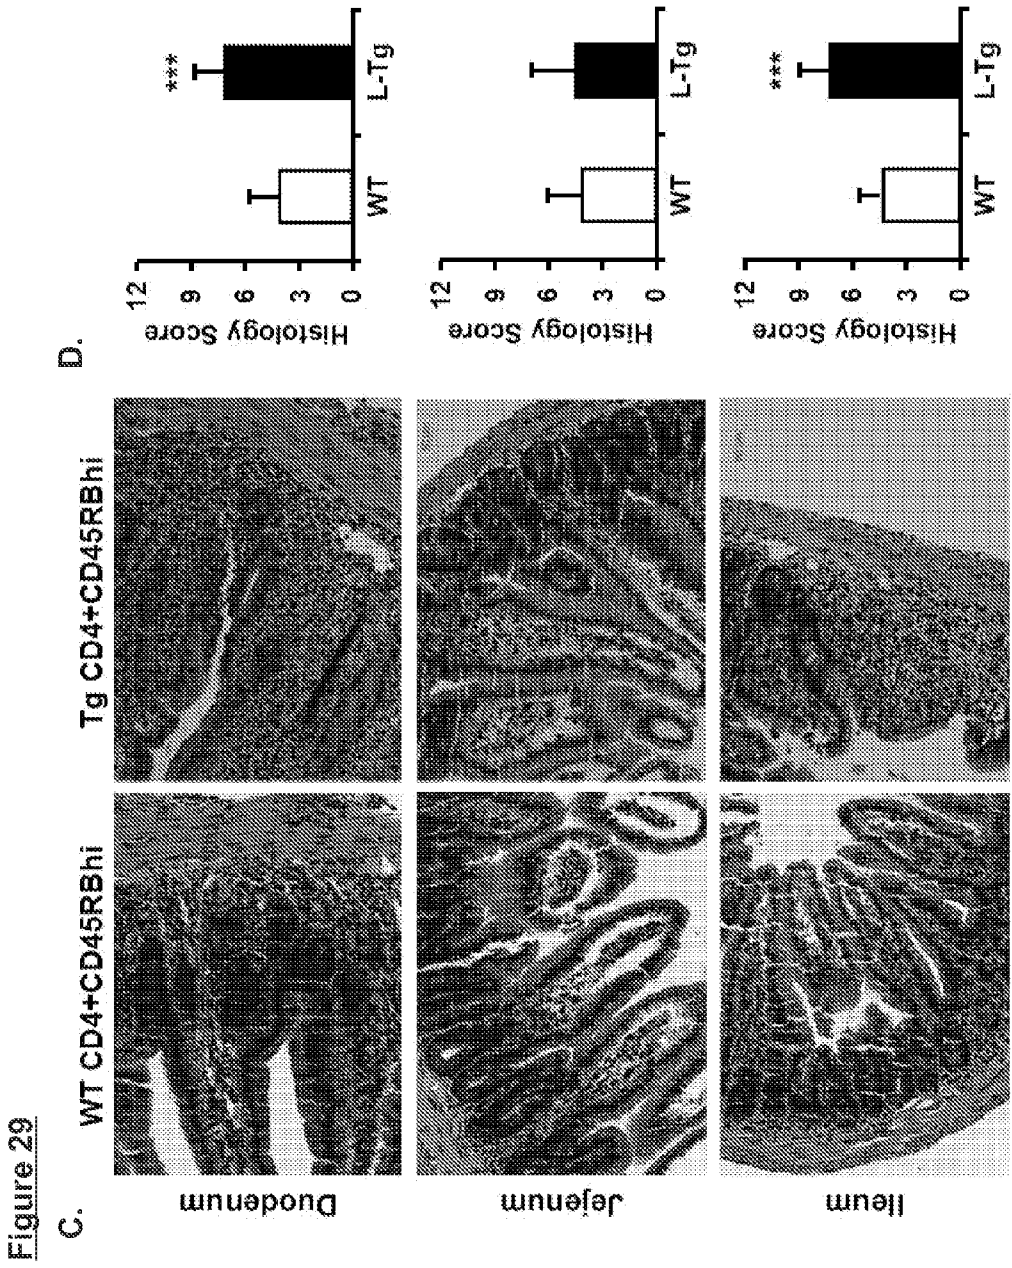 Figure 29
C.
WT CD4+CD45RBhi
Tg CD4+CD45RBhi
Duodenum
Jejenum
Ileum
D.
Histology Score
12
9
6
3
0
WT
L-Tg
***
Histology Score
12
9
6
3
0
WT
L-Tg
Histology Score
12
9
6
3
0
WT
L-Tg
***